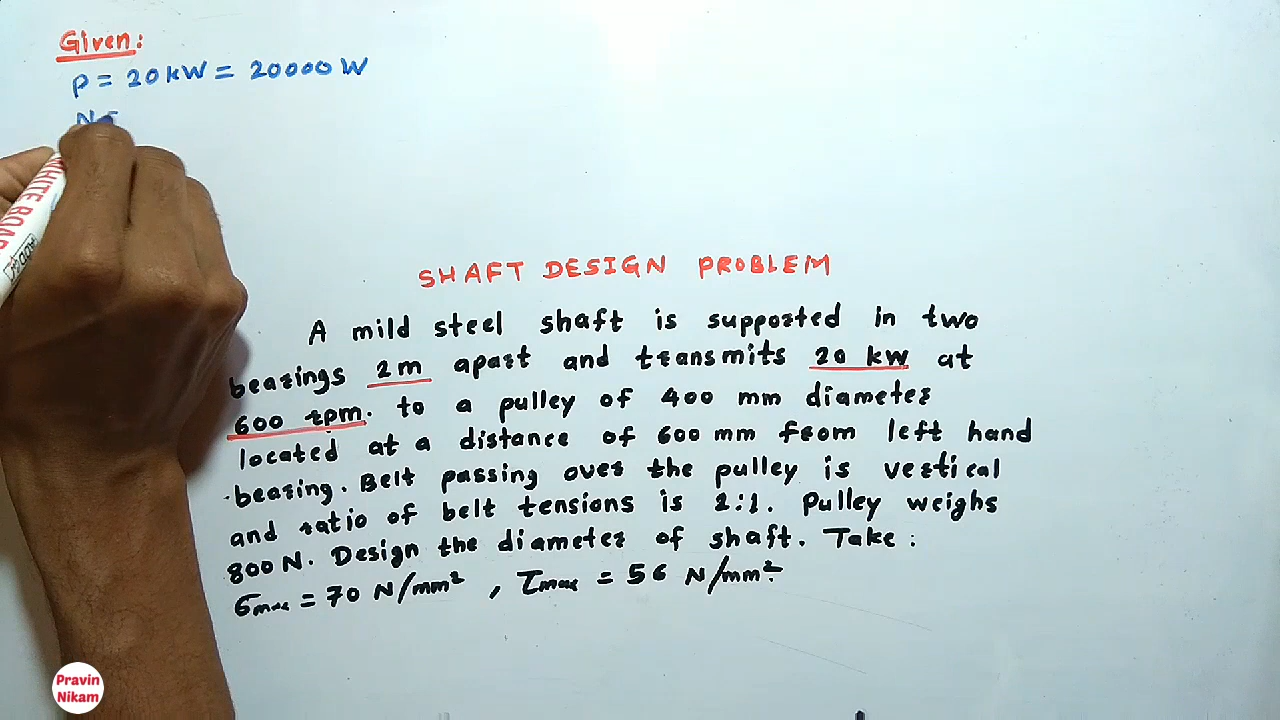 Given:
P = 20 kW = 20000 W
N =
SHAFT DESIGN PROBLEM
A mild steel shaft is supported in two
bearings 2m apart and transmits 20 kW at
600 rpm. to a pulley of 400 mm diameter
located at a distance of 600 mm from left hand
bearing. Belt passing over the pulley is vertical
and ratio of belt tensions is 2:1. Pulley weighs
800 N. Design the diameter of shaft. Take :
σmax = 70 N/mm² , τmax = 56 N/mm².
WHITE BOA
Pravin
Nikam